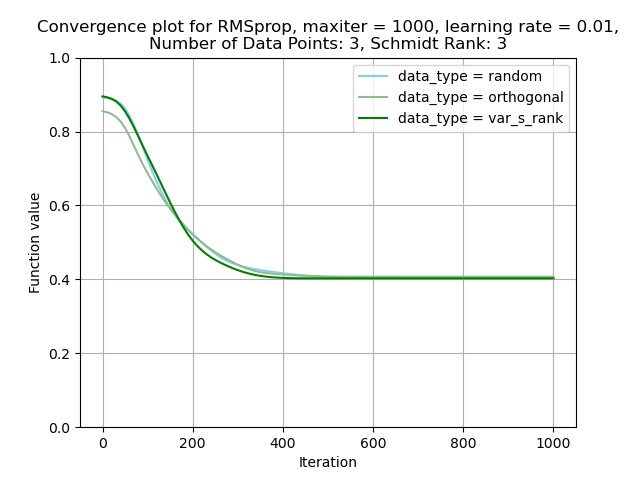 Convergence plot for RMSprop, maxiter = 1000, learning rate = 0.01,
Number of Data Points: 3, Schmidt Rank: 3
data_type = random
data_type = orthogonal
data_type = var_s_rank
Function value
1.0
0.8
0.6
0.4
0.2
0.0
0 200 400 600 800 1000
Iteration